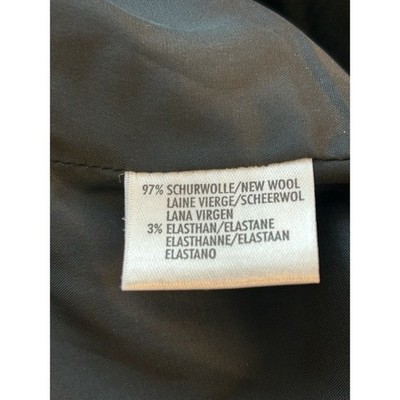 97% SCHURWOLLE/NEW WOOL
LAINE VIERGE/SCHEERWOL
LANA VIRGEN
3% ELASTHAN/ELASTANE
ELASTHANNE/ELASTAAN
ELASTANO